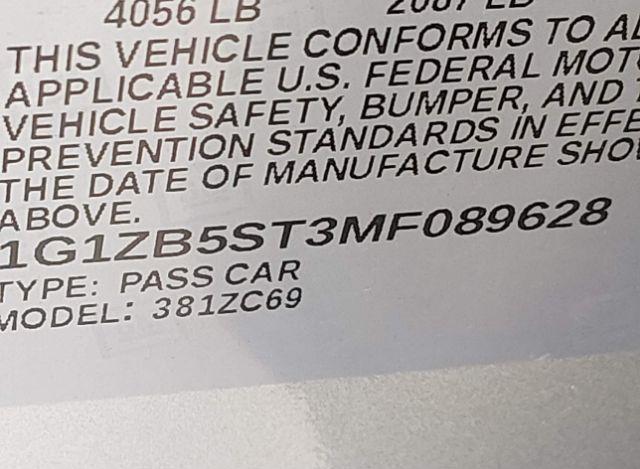 4056 LB
THIS VEHICLE CONFORMS TO
APPLICABLE U.S. FEDERAL
VEHICLE SAFETY, BUMPER, AND
PREVENTION STANDARDS IN
THE DATE OF MANUFACTURE
ABOVE.
1G1ZB5ST3MF089628
TYPE: PASS CAR
MODEL: 381ZC69